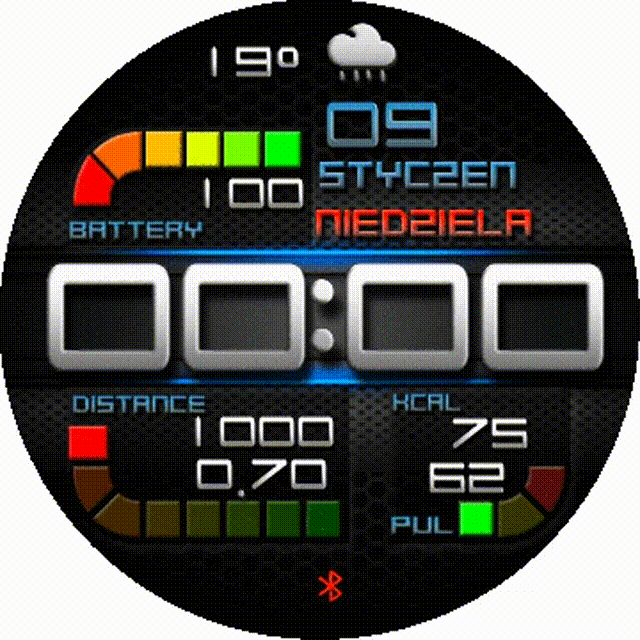 19°
09
STYCZEN
NIEDZIELA
100
BATTERY
00:00
DISTANCE
1000
0.70
KCAL
75
62
PUL